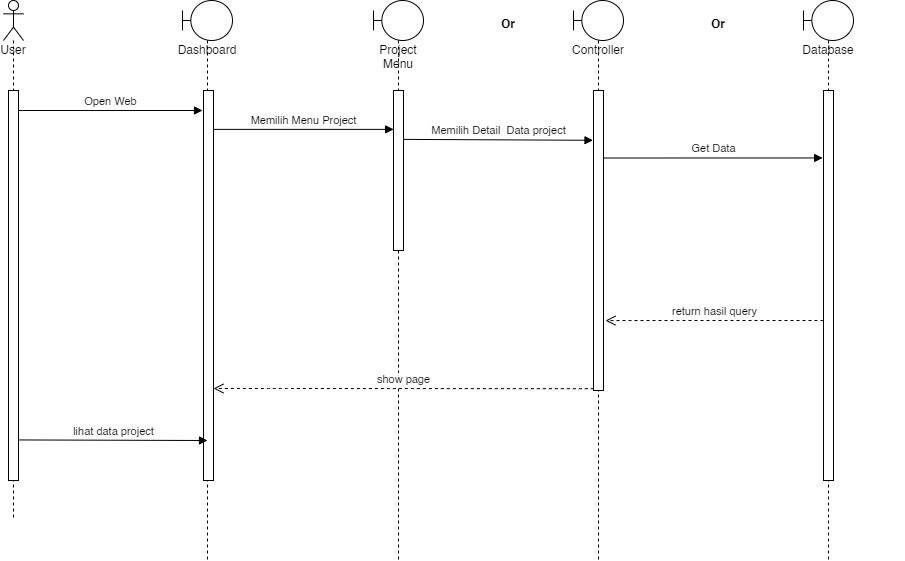 Or
Or
User
Dashboard
Project
Menu
Controller
Database
Open Web
Memilih Menu Project
Memilih Detail  Data project
Get Data
return hasil query
show page
lihat data project